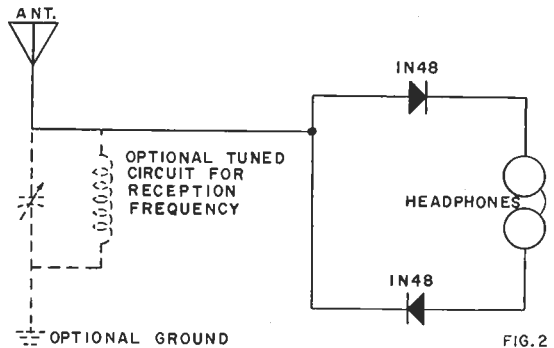 ANT.
1N48
OPTIONAL TUNED
CIRCUIT FOR
RECEPTION
FREQUENCY
HEADPHONES
1N48
OPTIONAL GROUND
FIG. 2